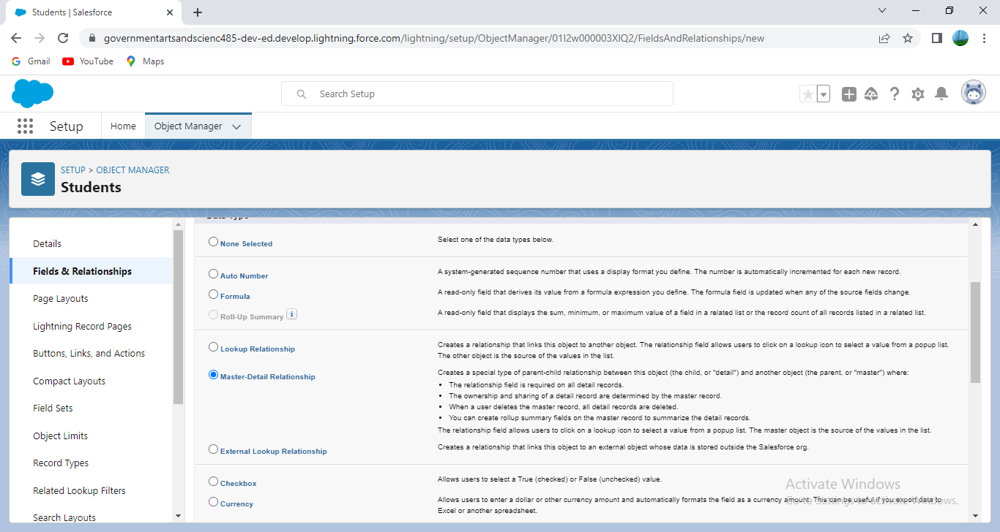 Students | Salesforce
governmentartsandscienc485-dev-ed.develop.lightning.force.com/lightning/setup/ObjectManager/01I2w000003XlQ2/FieldsAndRelationships/new
Gmail YouTube Maps
Search Setup
Setup Home Object Manager
SETUP > OBJECT MANAGER
Students
Details
Fields & Relationships
Page Layouts
Lightning Record Pages
Buttons, Links, and Actions
Compact Layouts
Field Sets
Object Limits
Record Types
Related Lookup Filters
Search Layouts
None Selected Select one of the data types below.
Auto Number A system-generated sequence number that uses a display format you define. The number is automatically incremented for each new record.
Formula A read-only field that derives its value from a formula expression you define. The formula field is updated when any of the source fields change.
Roll-Up Summary i A read-only field that displays the sum, minimum, or maximum value of a field in a related list or the record count of all records listed in a related list.
Lookup Relationship Creates a relationship that links this object to another object. The relationship field allows users to click on a lookup icon to select a value from a popup list.
The other object is the source of the values in the list.
Master-Detail Relationship Creates a special type of parent-child relationship between this object (the child, or "detail") and another object (the parent, or "master") where:
• The relationship field is required on all detail records.
• The ownership and sharing of a detail record are determined by the master record.
• When a user deletes the master record, all detail records are deleted.
• You can create rollup summary fields on the master record to summarize the detail records.
The relationship field allows users to click on a lookup icon to select a value from a popup list. The master object is the source of the values in the list.
External Lookup Relationship Creates a relationship that links this object to an external object whose data is stored outside the Salesforce org.
Checkbox Allows users to select a True (checked) or False (unchecked) value.
Currency Allows users to enter a dollar or other currency amount and automatically formats the field as a currency amount. This can be useful if you export data to
Excel or another spreadsheet.
Activate Windows
Go to Settings to activate Windows.